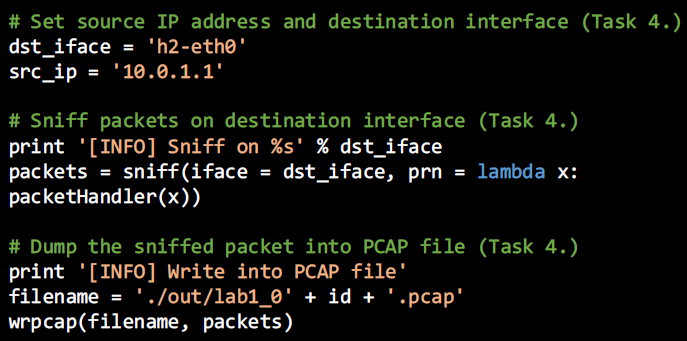 # Set source IP address and destination interface (Task 4.)
dst_iface = 'h2-eth0'
src_ip = '10.0.1.1'
# Sniff packets on destination interface (Task 4.)
print '[INFO] Sniff on %s' % dst_iface
packets = sniff(iface = dst_iface, prn = lambda x:
packetHandler(x))
# Dump the sniffed packet into PCAP file (Task 4.)
print '[INFO] Write into PCAP file'
filename = './out/lab1_0' + id + '.pcap'
wrpcap(filename, packets)